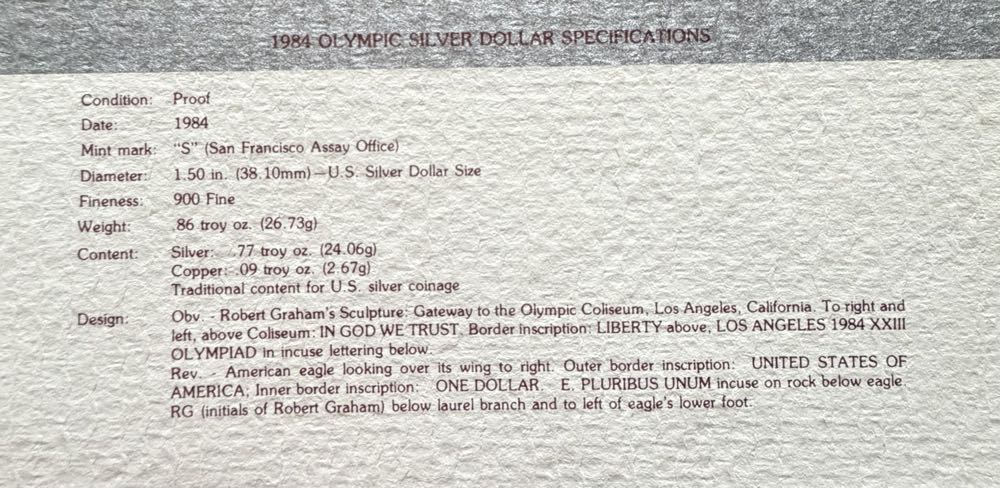 1984 OLYMPIC SILVER DOLLAR SPECIFICATIONS
Condition: Proof
Date: 1984
Mint mark: "S" (San Francisco Assay Office)
Diameter: 1.50 in. (38.10mm)—U.S. Silver Dollar Size
Fineness: 900 Fine
Weight: .86 troy oz. (26.73g)
Content: Silver: .77 troy oz. (24.06g)
Copper: .09 troy oz. (2.67g)
Traditional content for U.S. silver coinage
Design: Obv. - Robert Graham's Sculpture: Gateway to the Olympic Coliseum, Los Angeles, California. To right and
left, above Coliseum: IN GOD WE TRUST. Border inscription: LIBERTY above, LOS ANGELES 1984 XXIII
OLYMPIAD in incuse lettering below.
Rev. - American eagle looking over its wing to right. Outer border inscription: UNITED STATES OF
AMERICA; Inner border inscription: ONE DOLLAR. E. PLURIBUS UNUM incuse on rock below eagle.
RG (initials of Robert Graham) below laurel branch and to left of eagle's lower foot.